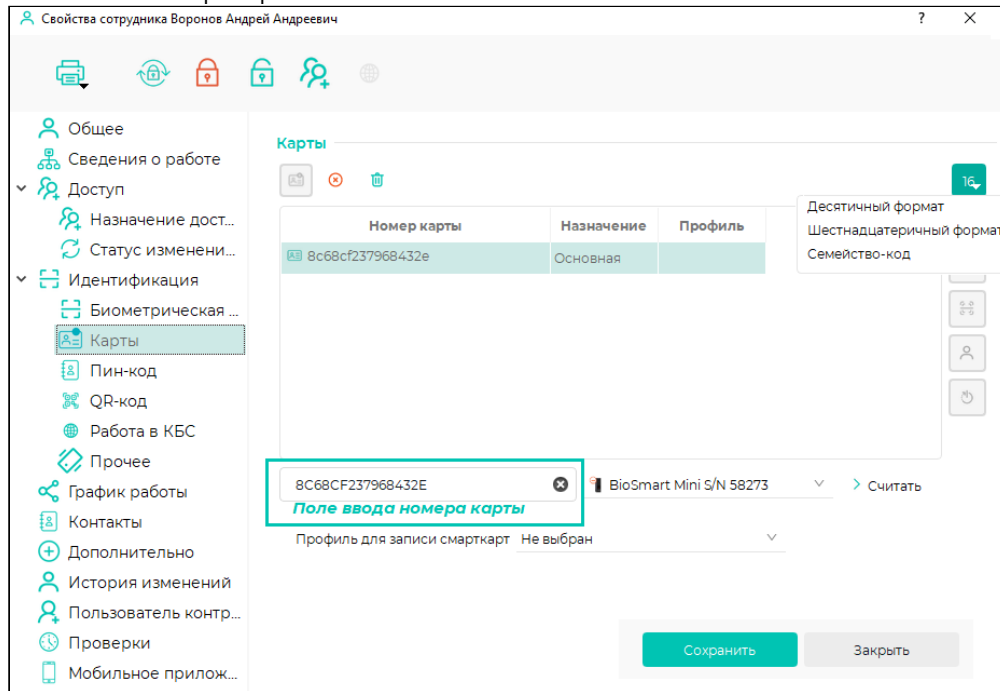 Свойства сотрудника Воронов Андрей Андреевич
?
Общее
Сведения о работе
Доступ
Назначение дост...
Статус изменени...
Идентификация
Биометрическая ...
Карты
Пин-код
QR-код
Работа в КБС
Прочее
График работы
Контакты
Дополнительно
История изменений
Пользователь контр...
Проверки
Мобильное прилож...
Карты
16
Десятичный формат
Шестнадцатеричный формат
Семейство-код
Номер карты Назначение Профиль
8c68cf237968432e Основная
8C68CF237968432E BioSmart Mini S/N 58273 Считать
Поле ввода номера карты
Профиль для записи смарткарт Не выбран
Сохранить Закрыть